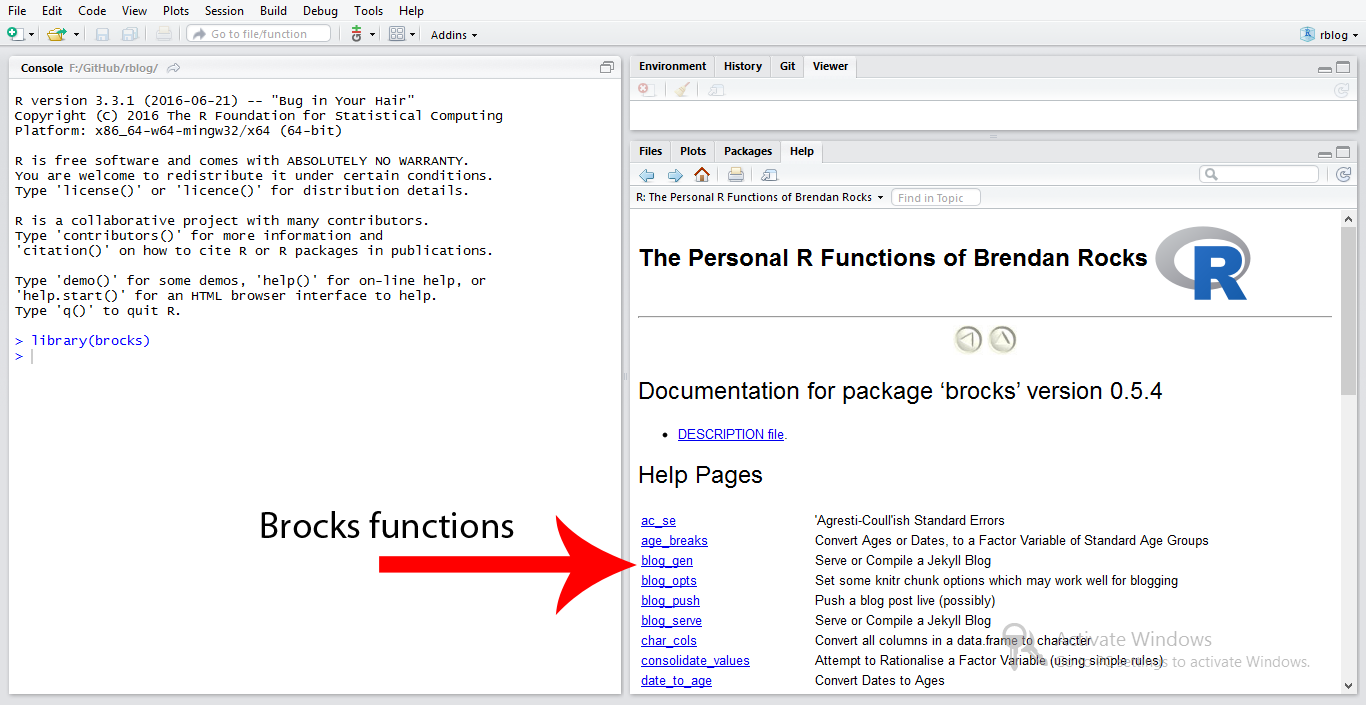 File Edit Code View Plots Session Build Debug Tools Help
Go to file/function Addins rblog
Console F:/GitHub/rblog/
R version 3.3.1 (2016-06-21) -- "Bug in Your Hair"
Copyright (C) 2016 The R Foundation for Statistical Computing
Platform: x86_64-w64-mingw32/x64 (64-bit)
R is free software and comes with ABSOLUTELY NO WARRANTY.
You are welcome to redistribute it under certain conditions.
Type 'license()' or 'licence()' for distribution details.
R is a collaborative project with many contributors.
Type 'contributors()' for more information and
'citation()' on how to cite R or R packages in publications.
Type 'demo()' for some demos, 'help()' for on-line help, or
'help.start()' for an HTML browser interface to help.
Type 'q()' to quit R.
> library(brocks)
>
Brocks functions
Environment History Git Viewer
Files Plots Packages Help
R: The Personal R Functions of Brendan Rocks Find in Topic
The Personal R Functions of Brendan Rocks R
Documentation for package ‘brocks’ version 0.5.4
• DESCRIPTION file.
Help Pages
ac_se 'Agresti-Coull'ish Standard Errors
age_breaks Convert Ages or Dates, to a Factor Variable of Standard Age Groups
blog_gen Serve or Compile a Jekyll Blog
blog_opts Set some knitr chunk options which may work well for blogging
blog_push Push a blog post live (possibly)
blog_serve Serve or Compile a Jekyll Blog
char_cols Convert all columns in a data.frame to character
consolidate_values Attempt to Rationalise a Factor Variable (using simple rules)
date_to_age Convert Dates to Ages
Activate Windows
to activate Windows.